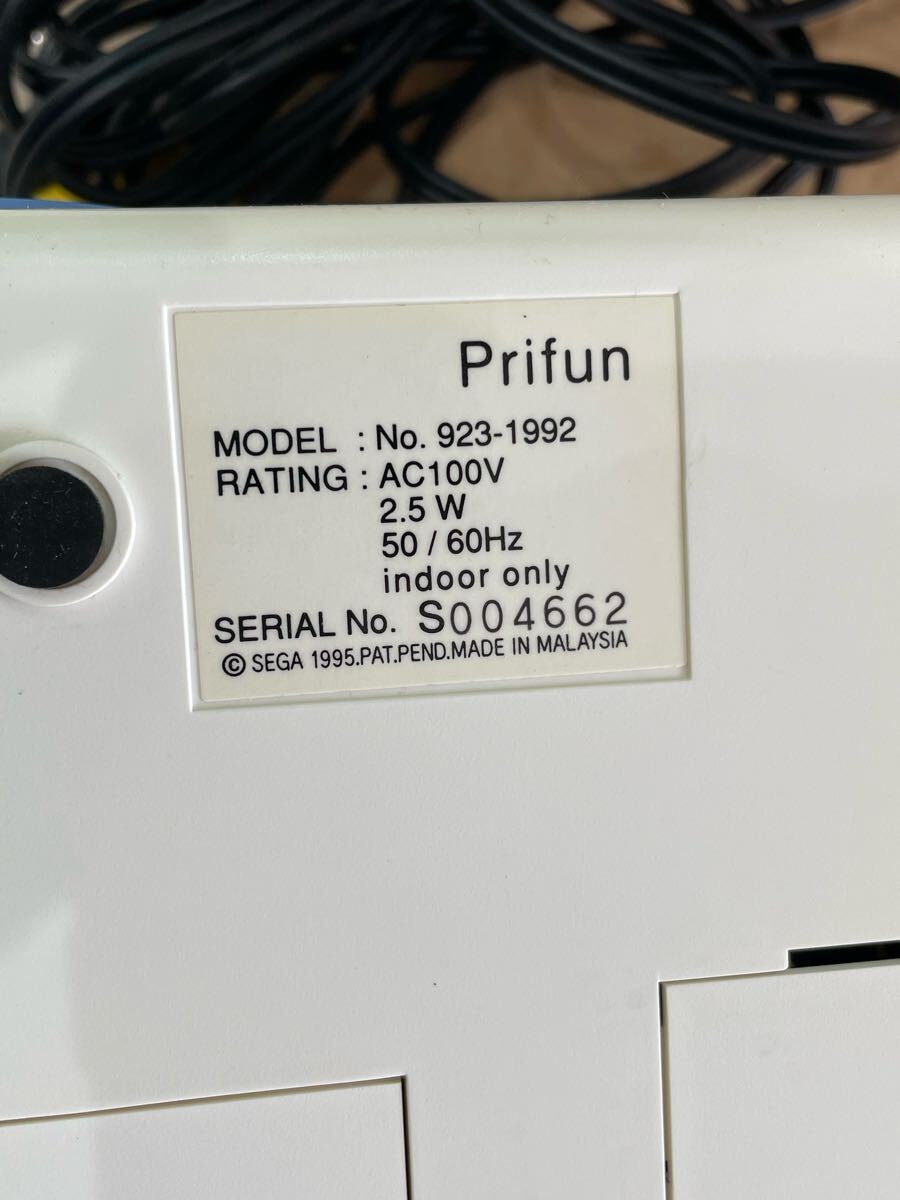 Prifun
MODEL : No. 923-1992
RATING : AC100V
2.5 W
50 / 60Hz
indoor only
SERIAL No. S004662
© SEGA 1995.PAT.PEND.MADE IN MALAYSIA